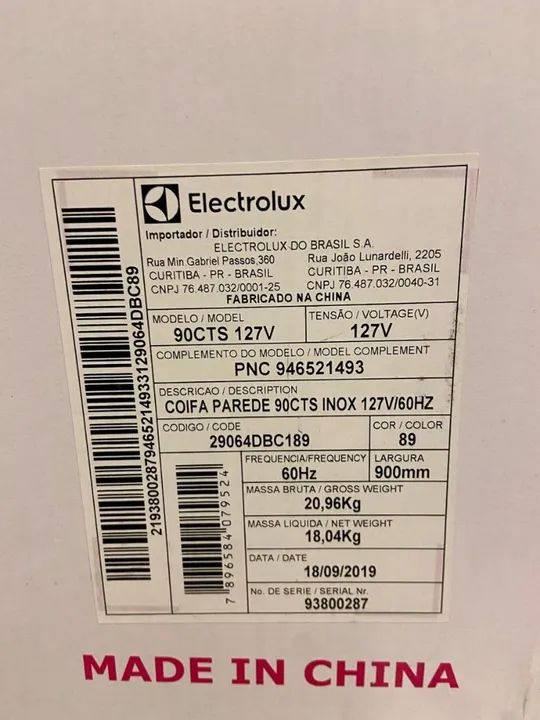 Electrolux
Importador / Distribuidor:
ELECTROLUX DO BRASIL S.A.
Rua Min Gabriel Passos,360 Rua João Lunardelli, 2205
CURITIBA - PR - BRASIL CURITIBA - PR - BRASIL
CNPJ 76.487.032/0001-25 CNPJ 76.487.032/0040-31
FABRICADO NA CHINA
MODELO / MODEL TENSÃO / VOLTAGE(V)
90CTS 127V 127V
COMPLEMENTO DO MODELO / MODEL COMPLEMENT
PNC 946521493
DESCRICAO / DESCRIPTION
COIFA PAREDE 90CTS INOX 127V/60HZ
CODIGO / CODE COR / COLOR
29064DBC189 89
FREQUENCIA/FREQUENCY LARGURA
60Hz 900mm
MASSA BRUTA / GROSS WEIGHT
20,96Kg
MASSA LIQUIDA / NET WEIGHT
18,04Kg
DATA / DATE
18/09/2019
No. DE SERIE / SERIAL Nr.
93800287
7 896584 079524
21938002879465214933129064DBC89
MADE IN CHINA